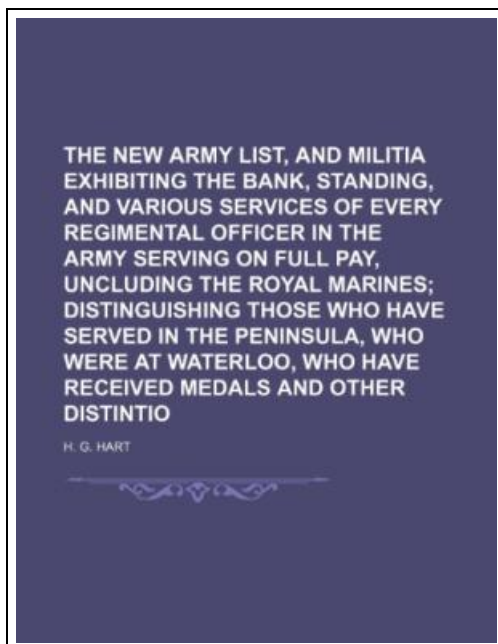 THE NEW ARMY LIST, AND MILITIA
EXHIBITING THE BANK, STANDING,
AND VARIOUS SERVICES OF EVERY
REGIMENTAL OFFICER IN THE
ARMY SERVING ON FULL PAY,
UNCLUDING THE ROYAL MARINES;
DISTINGUISHING THOSE WHO HAVE
SERVED IN THE PENINSULA, WHO
WERE AT WATERLOO, WHO HAVE
RECEIVED MEDALS AND OTHER
DISTINTIO
H. G. HART